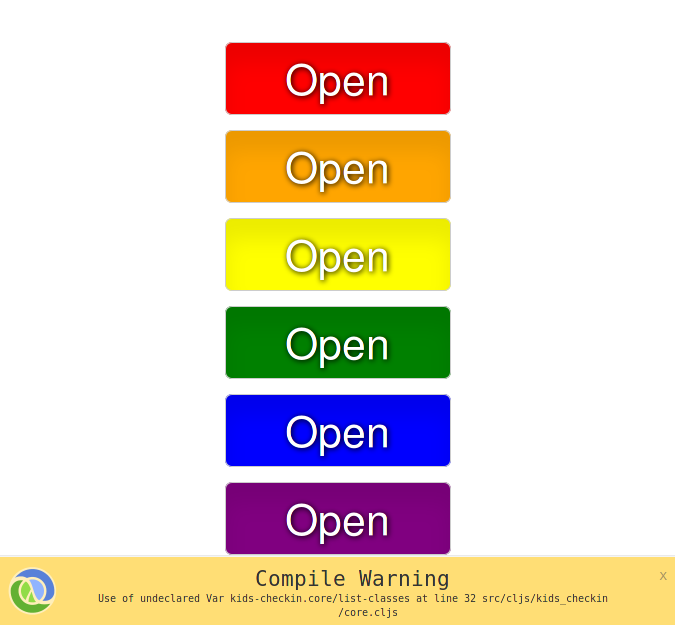 Open
Open
Open
Open
Open
Open
Compile Warning
x
Use of undeclared Var kids-checkin.core/list-classes at line 32 src/cljs/kids_checkin
/core.cljs